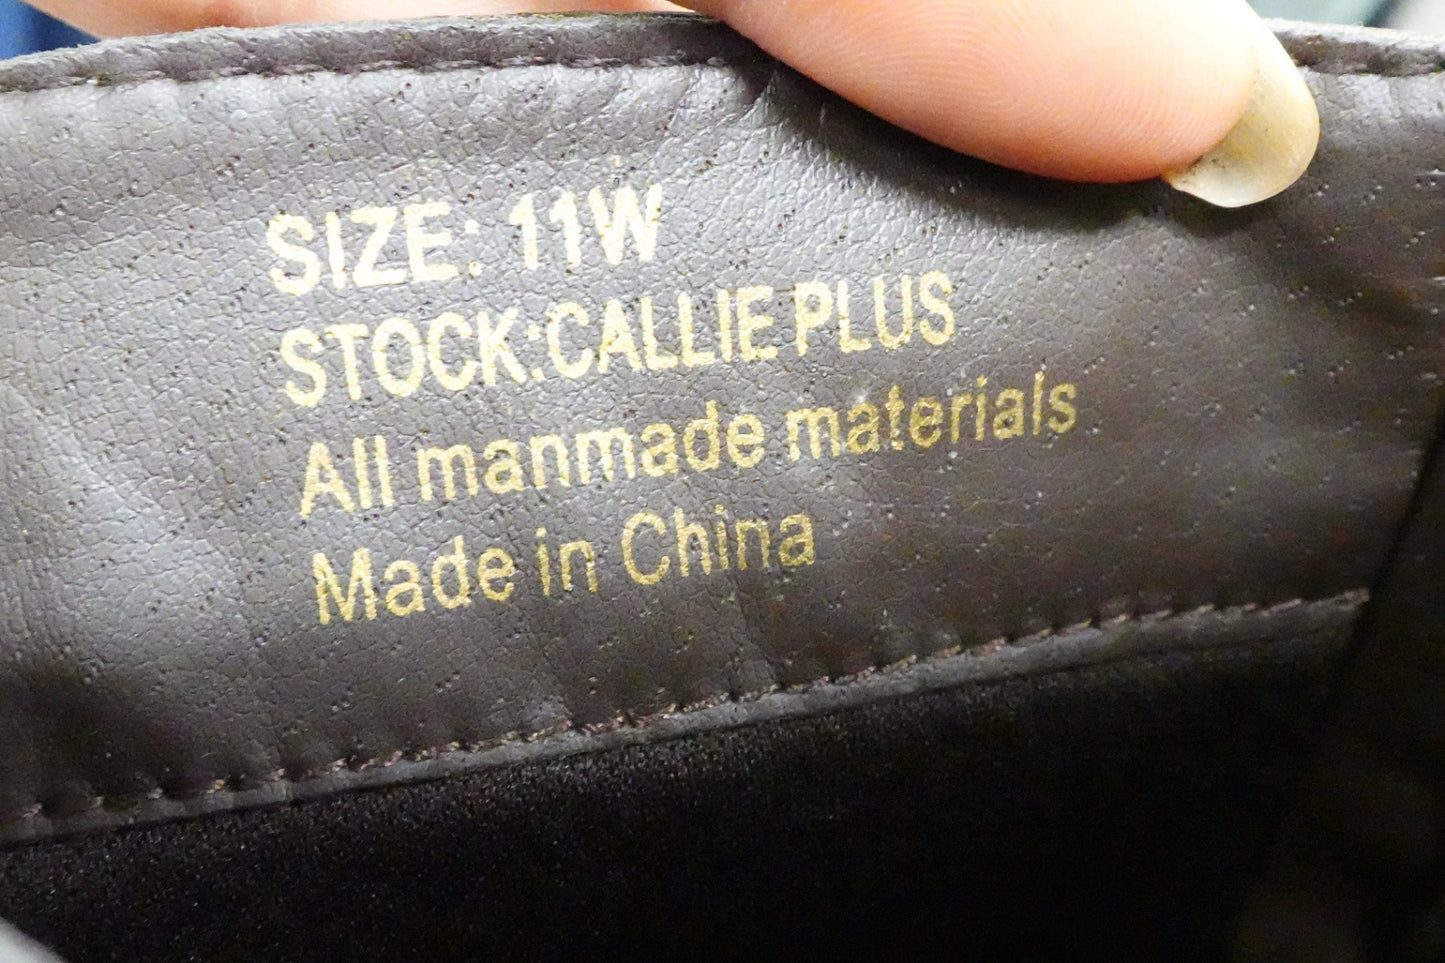 SIZE: 11W
STOCK:CALLIE PLUS
All manmade materials
Made in China